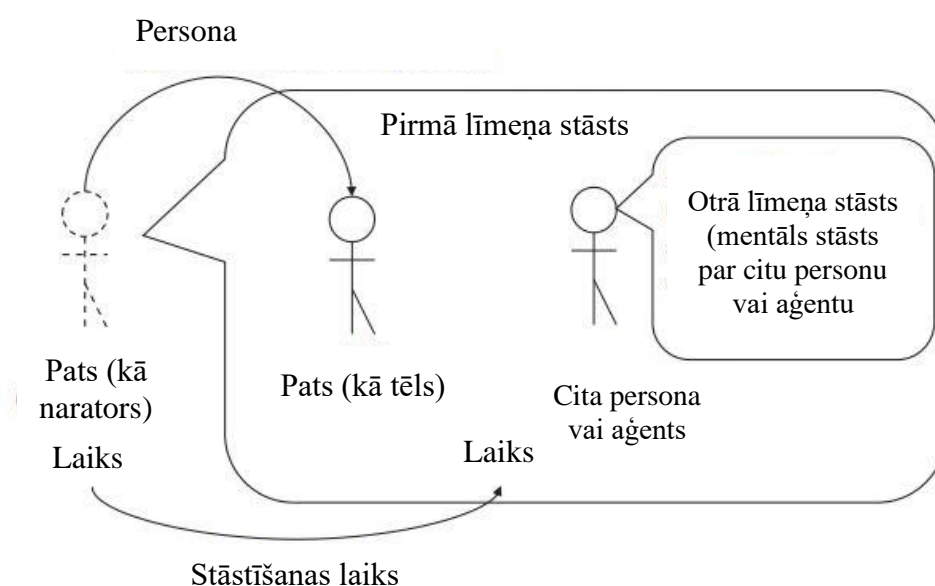 Persona
Pirmā līmeņa stāsts
Otrā līmeņa stāsts
(mentāls stāsts
par citu personu
vai aģentu
Pats (kā
narators)
Pats (kā tēls)
Cita persona
vai aģents
Laiks
Laiks
Stāstīšanas laiks